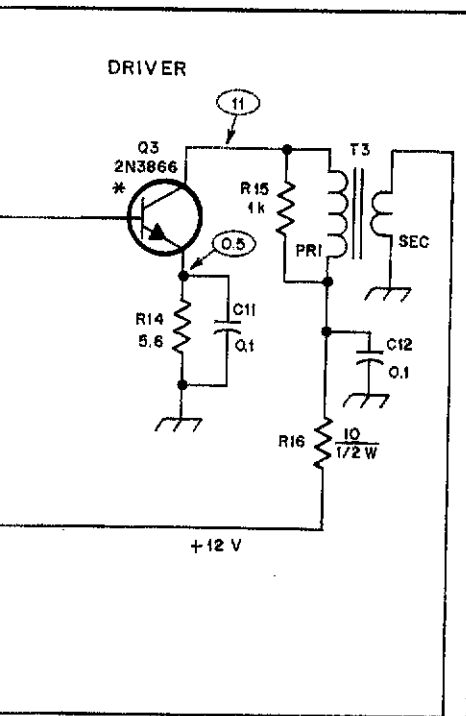 DRIVER
11
Q3
2N3866
*
T3
R15
1k
PRI
SEC
0.5
R14
5.6
C11
0.1
C12
0.1
R16
10
1/2 W
+12 V